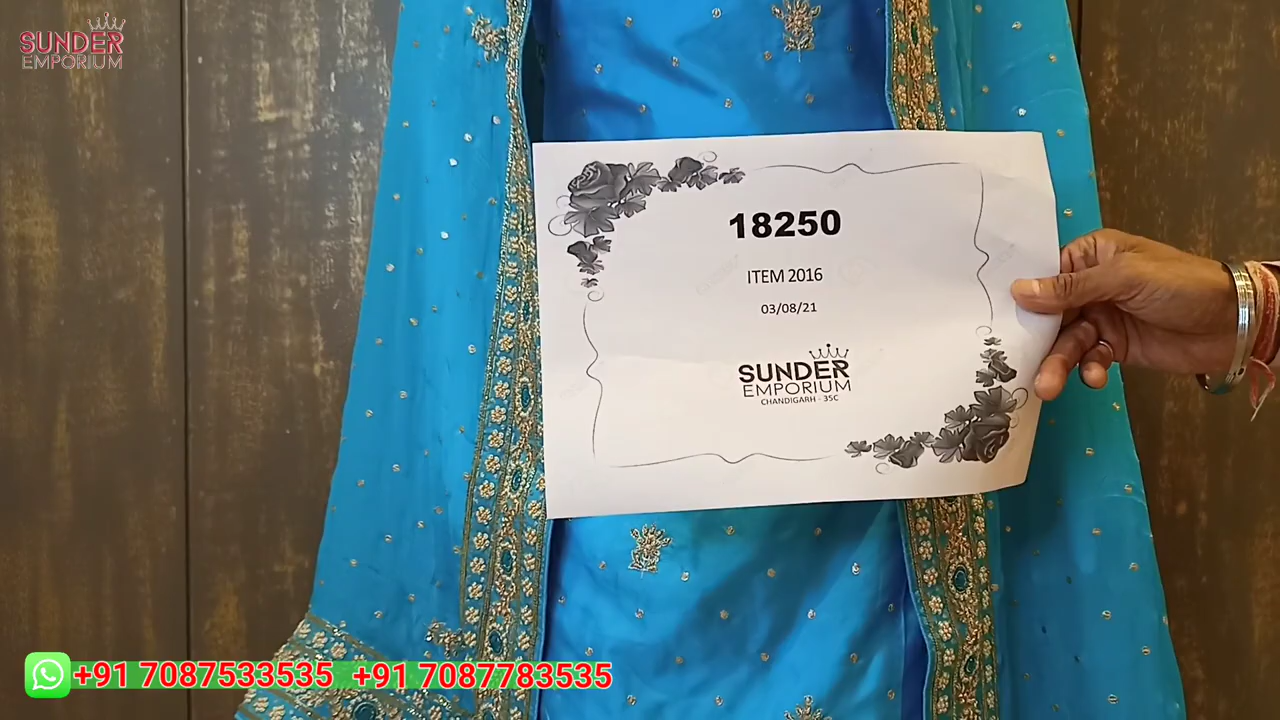 SUNDER
EMPORIUM
18250
ITEM 2016
03/08/21
SUNDER
EMPORIUM
CHANDIGARH - 35C
+91 7087533535 +91 7087783535